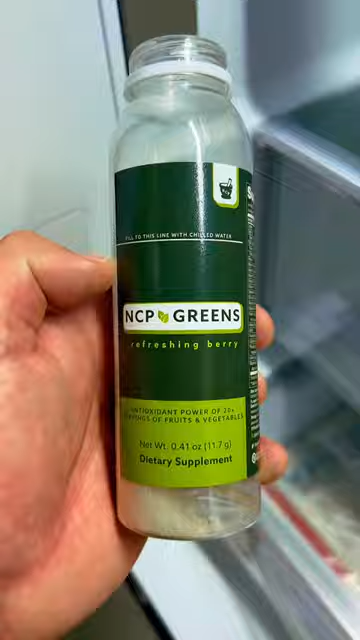 FILL TO THIS LINE WITH CHILLED WATER
NCP GREENS
refreshing berry
ANTIOXIDANT POWER OF 20+
SERVINGS OF FRUITS & VEGETABLES
Net Wt. 0.41 oz (11.7 g)
Dietary Supplement